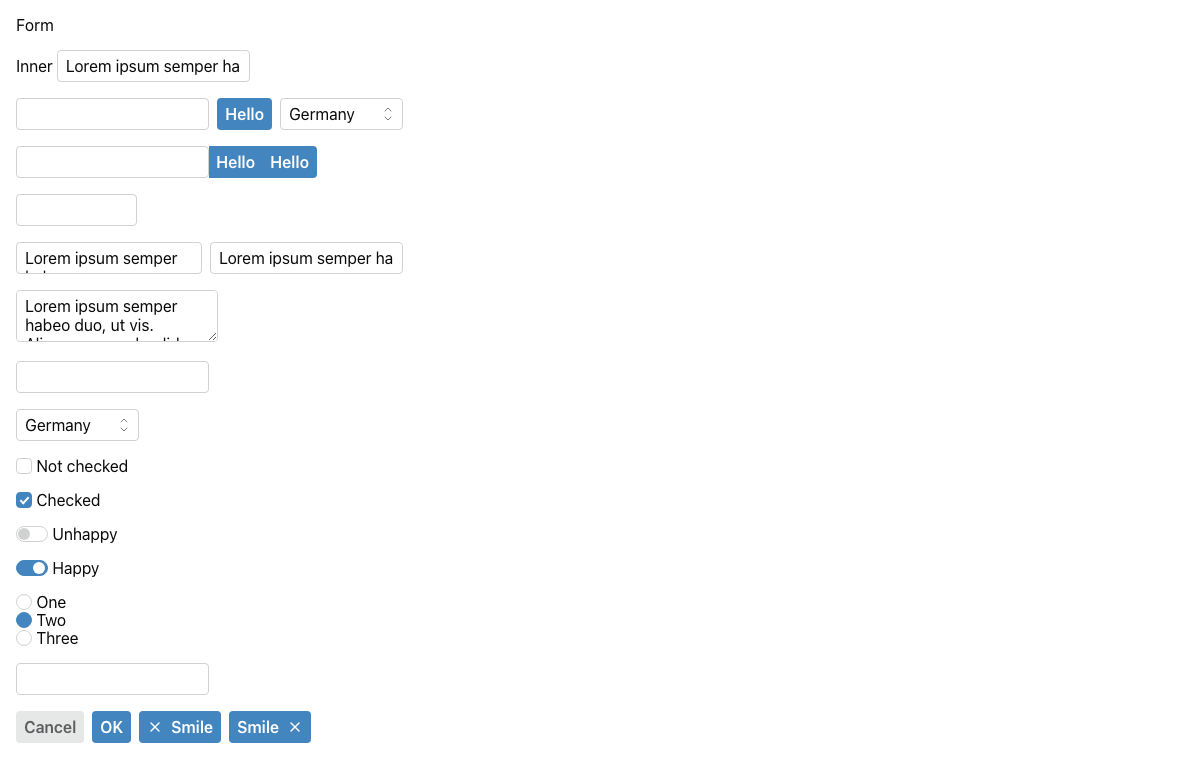 Form
Inner Lorem ipsum semper ha
Hello Germany
Hello Hello
Lorem ipsum semper Lorem ipsum semper ha
Lorem ipsum semper
habeo duo, ut vis.
Germany
Not checked
Checked
Unhappy
Happy
One
Two
Three
Cancel OK Smile Smile